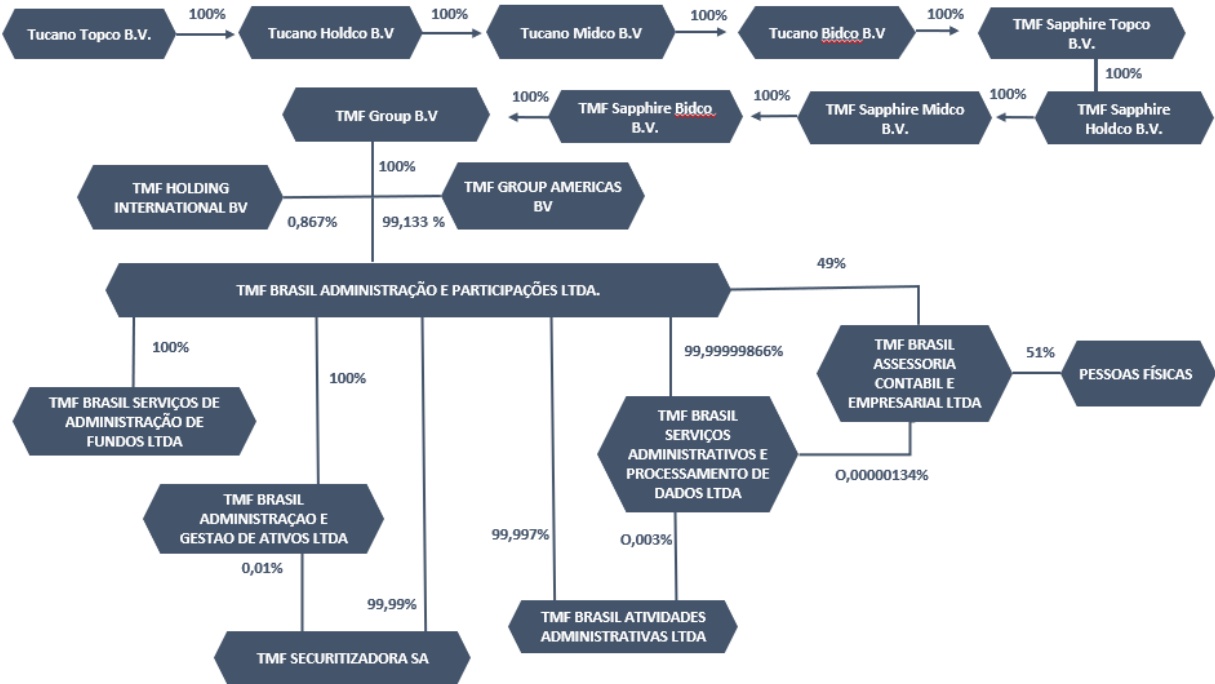 100%
100%
100%
100%
Tucano Topco B.V.
Tucano Holdco B.V
Tucano Midco B.V
Tucano Bidco B.V
TMF Sapphire Topco
B.V.
100%
TMF Group B.V
100%
TMF Sapphire Bidco
B.V.
100%
TMF Sapphire Midco
B.V.
100%
TMF Sapphire
Holdco B.V.
100%
TMF HOLDING
INTERNATIONAL BV
TMF GROUP AMERICAS
BV
0,867%
99,133 %
TMF BRASIL ADMINISTRAÇÃO E PARTICIPAÇÕES LTDA.
49%
100%
100%
99,99999866%
TMF BRASIL
ASSESSORIA
CONTABIL E
EMPRESARIAL LTDA
51%
PESSOAS FÍSICAS
TMF BRASIL SERVIÇOS DE
ADMINISTRAÇÃO DE
FUNDOS LTDA
TMF BRASIL
SERVIÇOS
ADMINISTRATIVOS E
PROCESSAMENTO DE
DADOS LTDA
O,00000134%
TMF BRASIL
ADMINISTRAÇAO E
GESTAO DE ATIVOS LTDA
99,997%
O,003%
0,01%
99,99%
TMF BRASIL ATIVIDADES
ADMINISTRATIVAS LTDA
TMF SECURITIZADORA SA